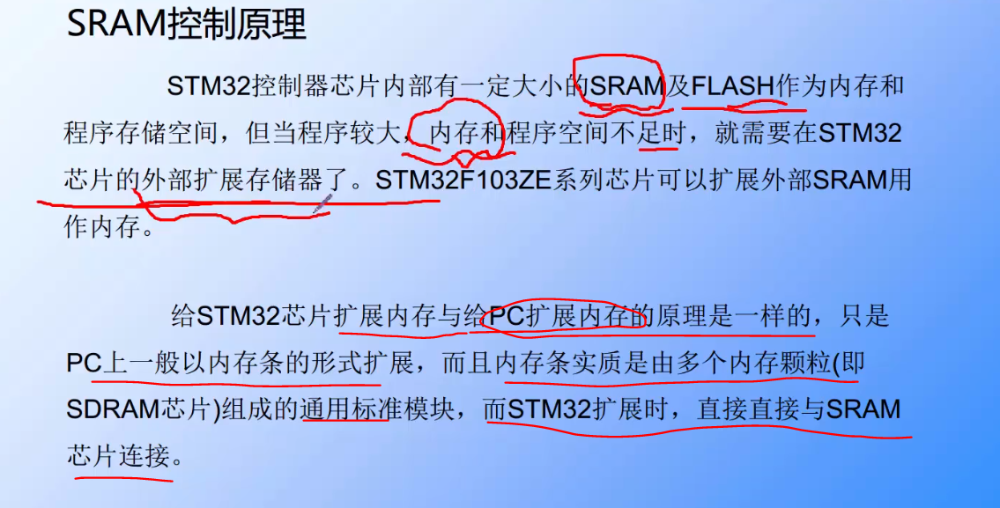 SRAM控制原理
STM32控制器芯片内部有一定大小的SRAM及FLASH作为内存和
程序存储空间，但当程序较大，内存和程序空间不足时，就需要在STM32
芯片的外部扩展存储器了。STM32F103ZE系列芯片可以扩展外部SRAM用
作内存。
给STM32芯片扩展内存与给PC扩展内存的原理是一样的，只是
PC上一般以内存条的形式扩展，而且内存条实质是由多个内存颗粒(即
SDRAM芯片)组成的通用标准模块，而STM32扩展时，直接直接与SRAM
芯片连接。